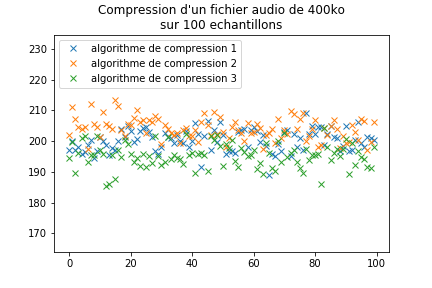 Compression d'un fichier audio de 400ko
sur 100 echantillons
algorithme de compression 1
algorithme de compression 2
algorithme de compression 3
230
220
210
200
190
180
170
0
20
40
60
80
100